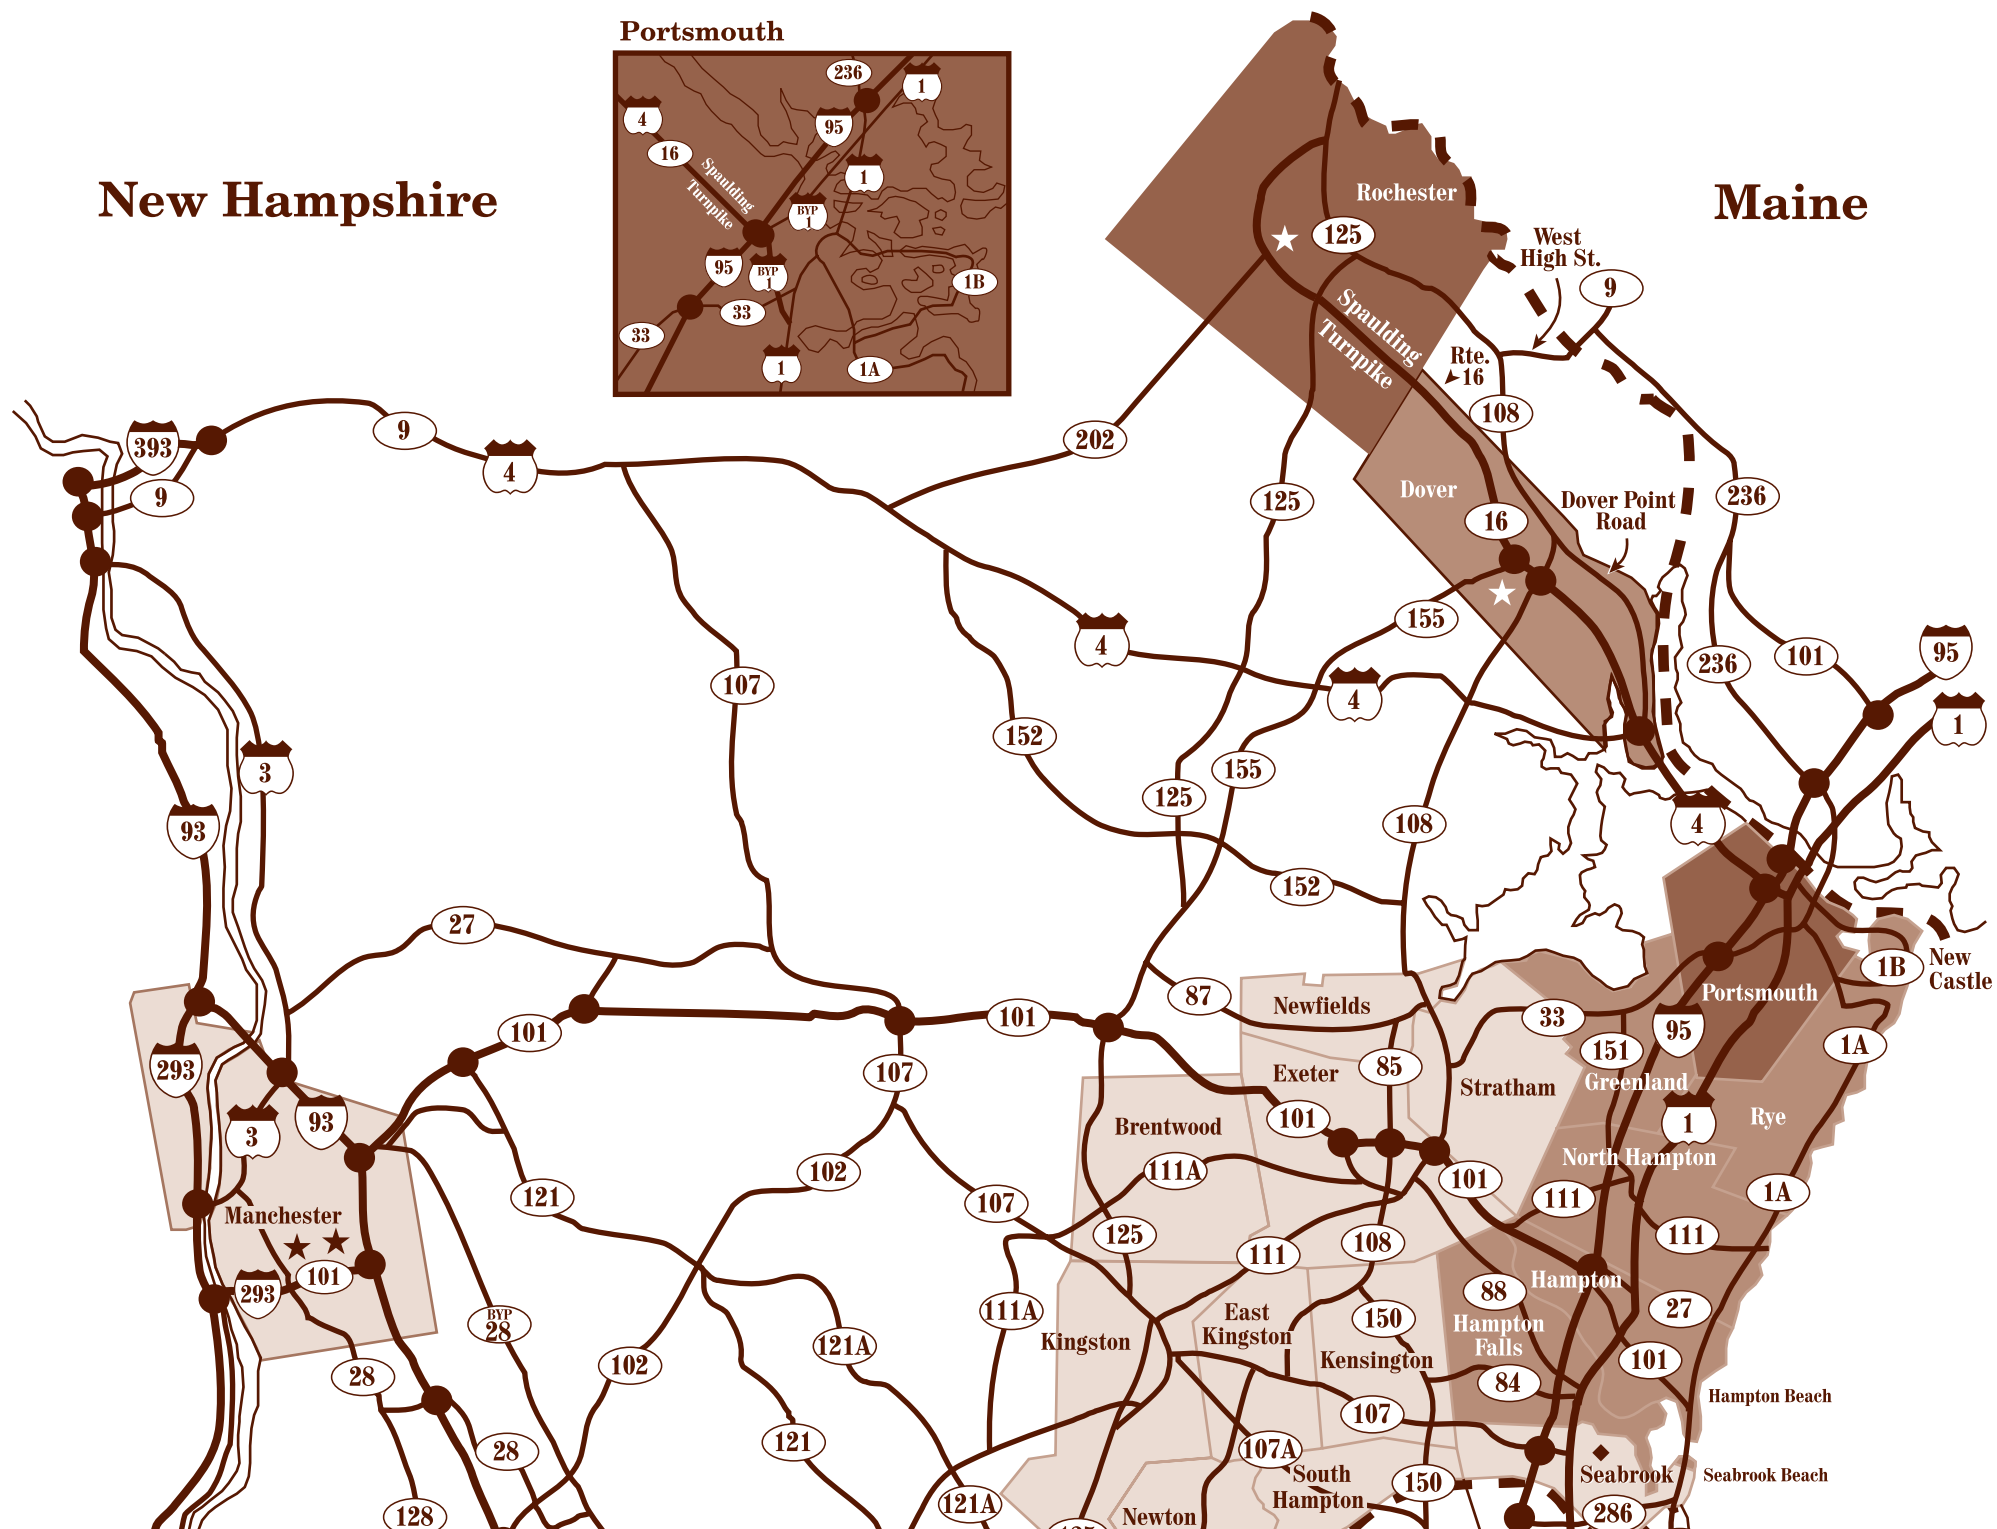 Portsmouth
236
1
4
95
16
Spaulding
Turnpike
1
BYP
1
95
BYP
1
1B
33
33
1
1A
New Hampshire
Maine
Rochester
125
West
High St.
9
Spaulding
Turnpike
Rte.
16
108
393
9
4
9
202
125
Dover
16
Dover Point
Road
236
155
4
4
107
152
236
101
95
1
3
93
155
125
108
4
152
27
New
Castle
1B
87
Newfields
33
Portsmouth
95
151
1A
101
101
293
107
Exeter
85
Stratham
Greenland
Rye
3
93
Brentwood
101
1
North Hampton
102
111A
101
111
1A
121
107
Manchester
125
111
108
111
101
293
Hampton
88
27
111A
BYP
28
East
Kingston
150
Hampton
Falls
Kingston
121A
Kensington
101
102
28
84
Hampton Beach
107
121
28
107A
South
Hampton
150
Seabrook
Seabrook Beach
121A
128
Newton
286
125